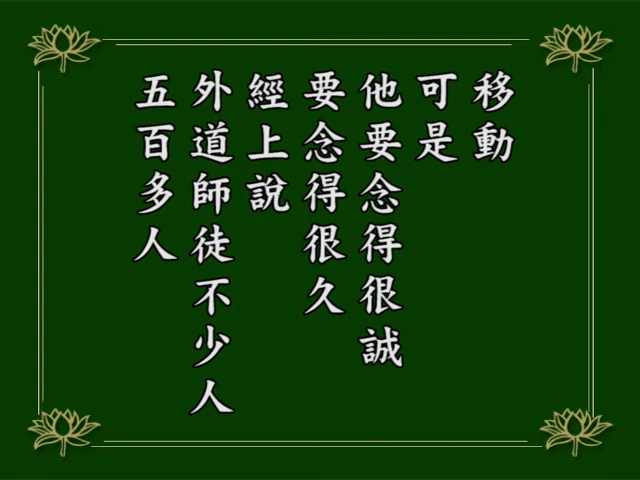 移動
可是
他要念得很誠
要念得很久
經上說
外道師徒不少人
五百多人